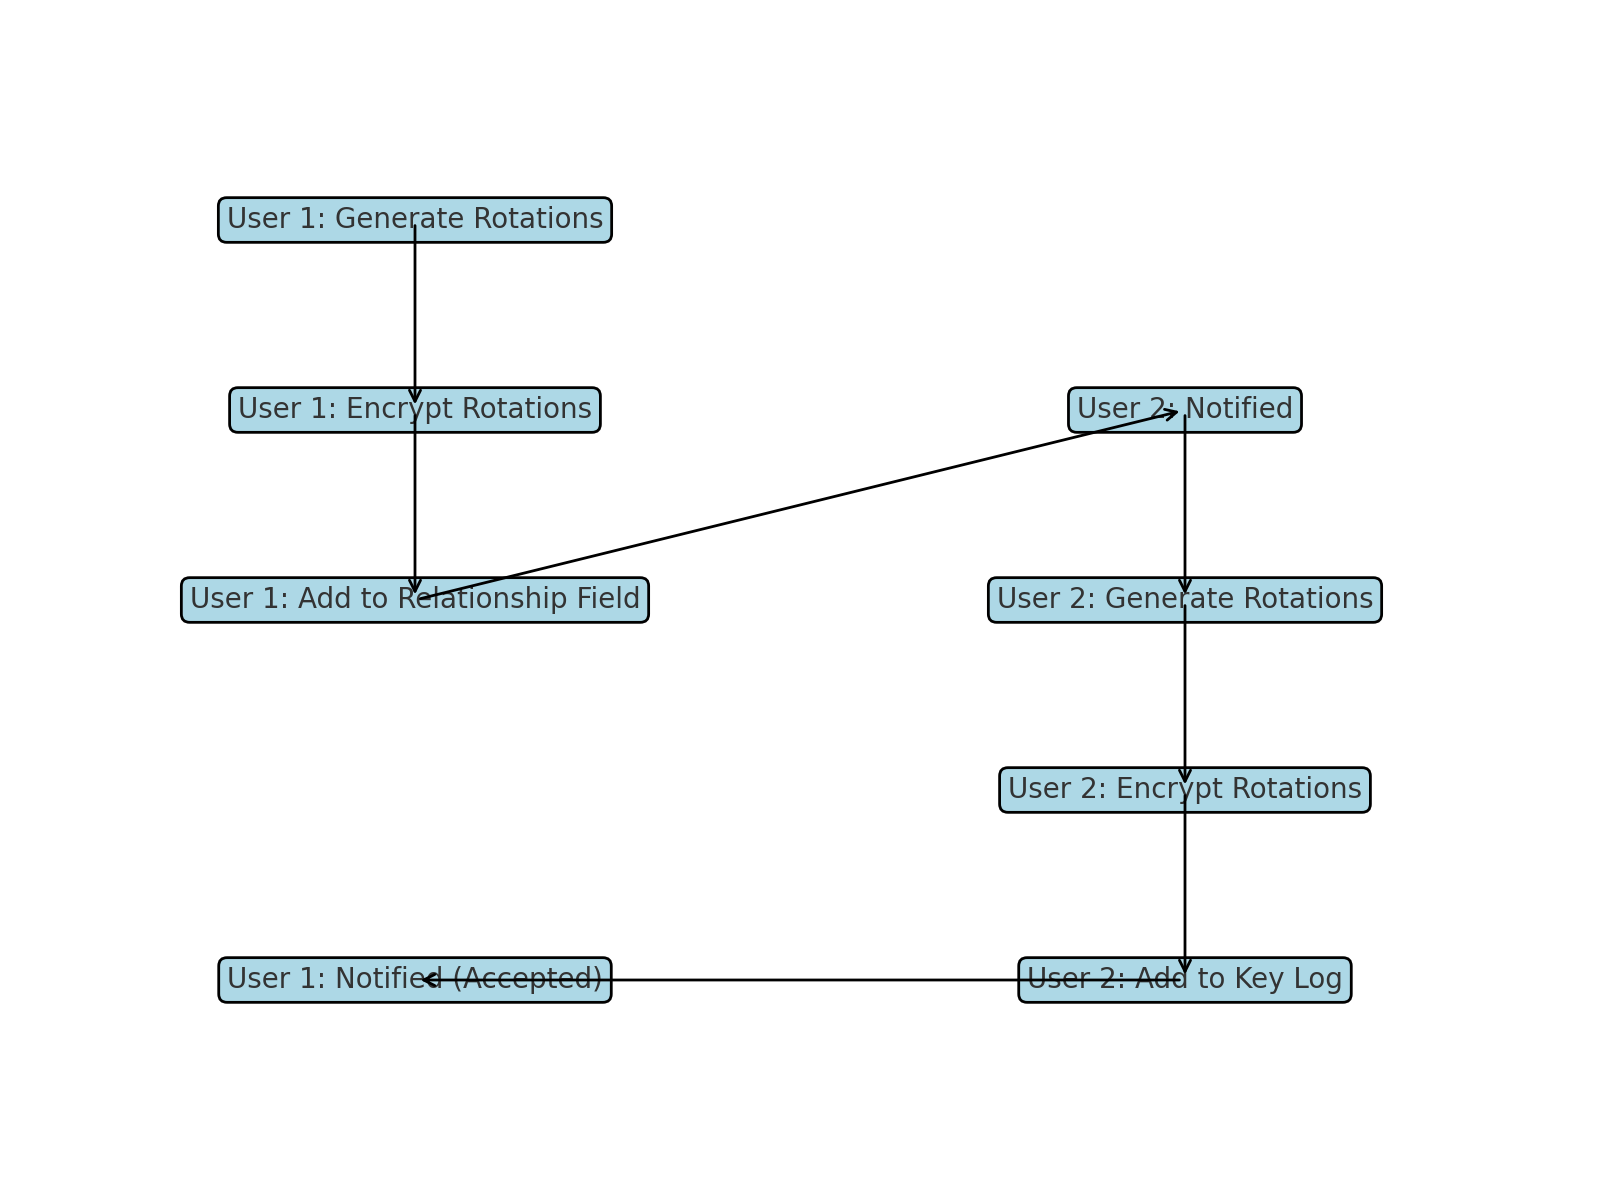 User 1: Generate Rotations
User 1: Encrypt Rotations
User 2: Notified
User 1: Add to Relationship Field
User 2: Generate Rotations
User 2: Encrypt Rotations
User 1: Notified (Accepted)
User 2: Add to Key Log